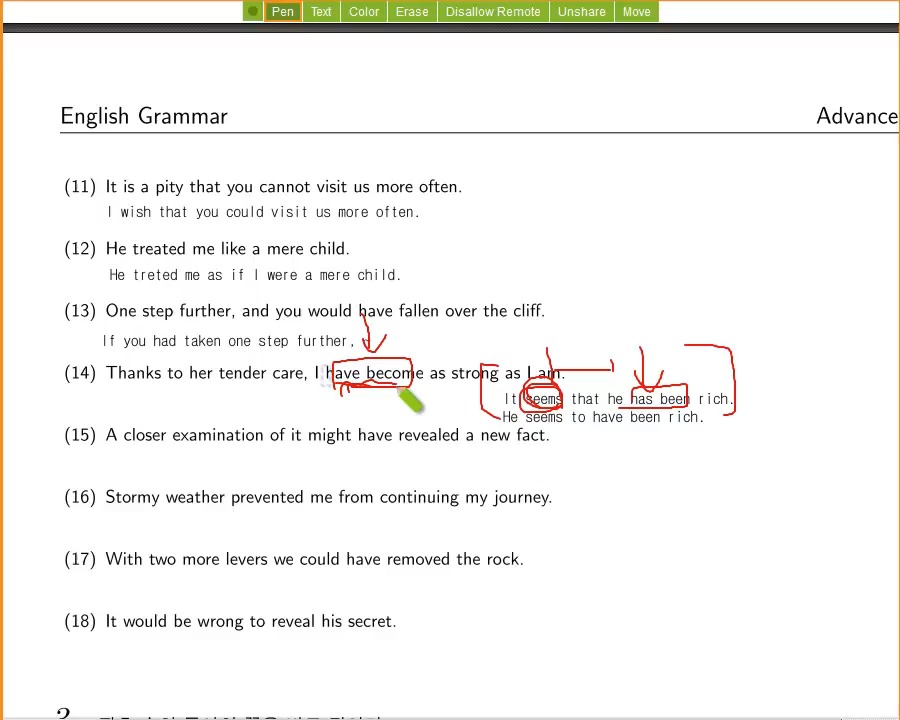 Pen Text Color Erase Disallow Remote Unshare Move
English Grammar Advance
(11) It is a pity that you cannot visit us more often.
I wish that you could visit us more often.
(12) He treated me like a mere child.
He treted me as if I were a mere child.
(13) One step further, and you would have fallen over the cliff.
If you had taken one step further,
(14) Thanks to her tender care, I have become as strong as I am.
It seems that he has been rich.
He seems to have been rich.
(15) A closer examination of it might have revealed a new fact.
(16) Stormy weather prevented me from continuing my journey.
(17) With two more levers we could have removed the rock.
(18) It would be wrong to reveal his secret.